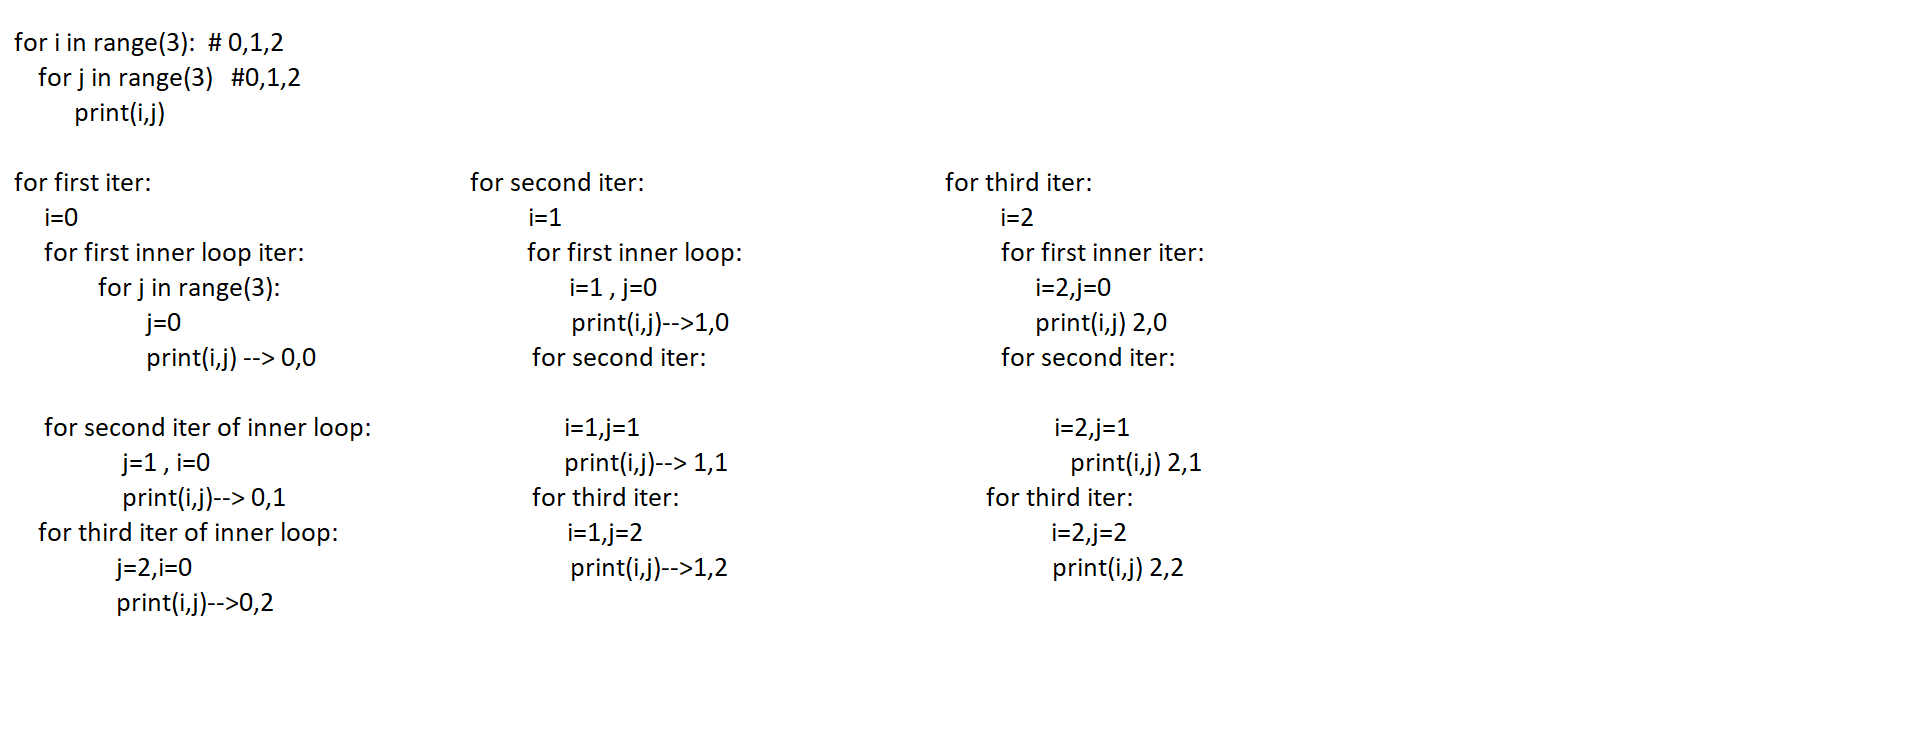 for i in range(3):  # 0,1,2
for j in range(3)   #0,1,2
print(i,j)
for first iter:
i=0
for first inner loop iter:
for j in range(3):
j=0
print(i,j) --> 0,0
for second iter of inner loop:
j=1 , i=0
print(i,j)--> 0,1
for third iter of inner loop:
j=2,i=0
print(i,j)-->0,2
for second iter:
i=1
for first inner loop:
i=1 , j=0
print(i,j)-->1,0
for second iter:
i=1,j=1
print(i,j)--> 1,1
for third iter:
i=1,j=2
print(i,j)-->1,2
for third iter:
i=2
for first inner iter:
i=2,j=0
print(i,j) 2,0
for second iter:
i=2,j=1
print(i,j) 2,1
for third iter:
i=2,j=2
print(i,j) 2,2